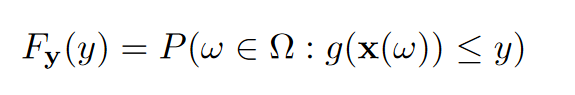 F_𝐲(y) = P(ω ∈ Ω : g(𝐱(ω)) ≤ y)